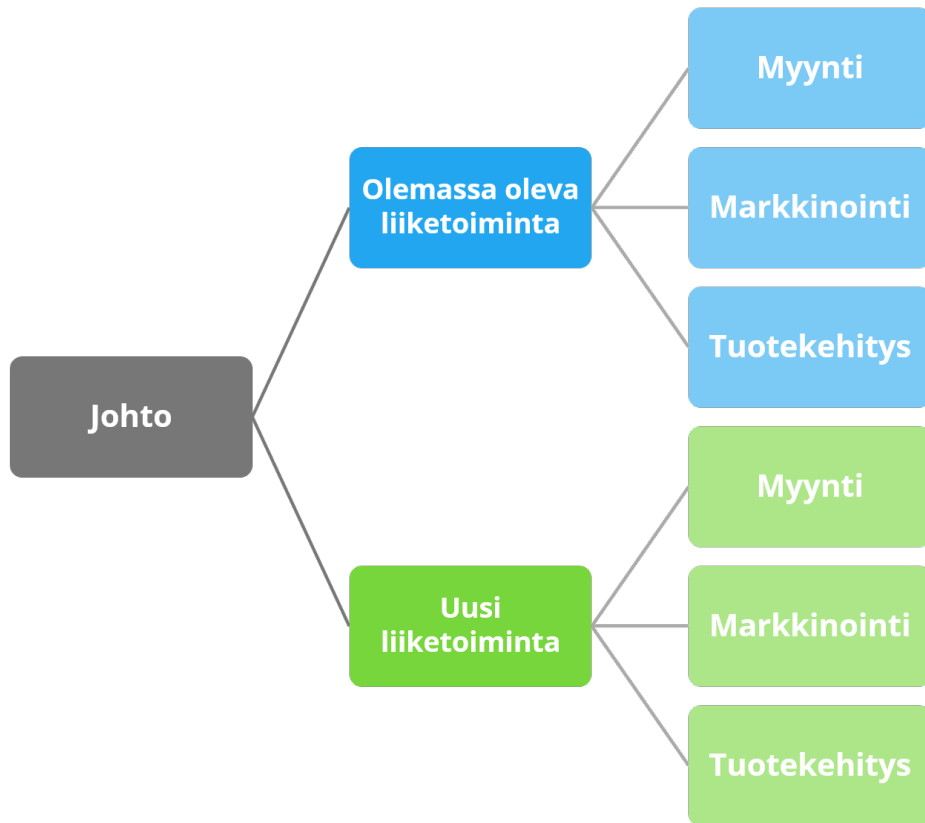 Johto
Olemassa oleva
liiketoiminta
Myynti
Markkinointi
Tuotekehitys
Uusi
liiketoiminta
Myynti
Markkinointi
Tuotekehitys